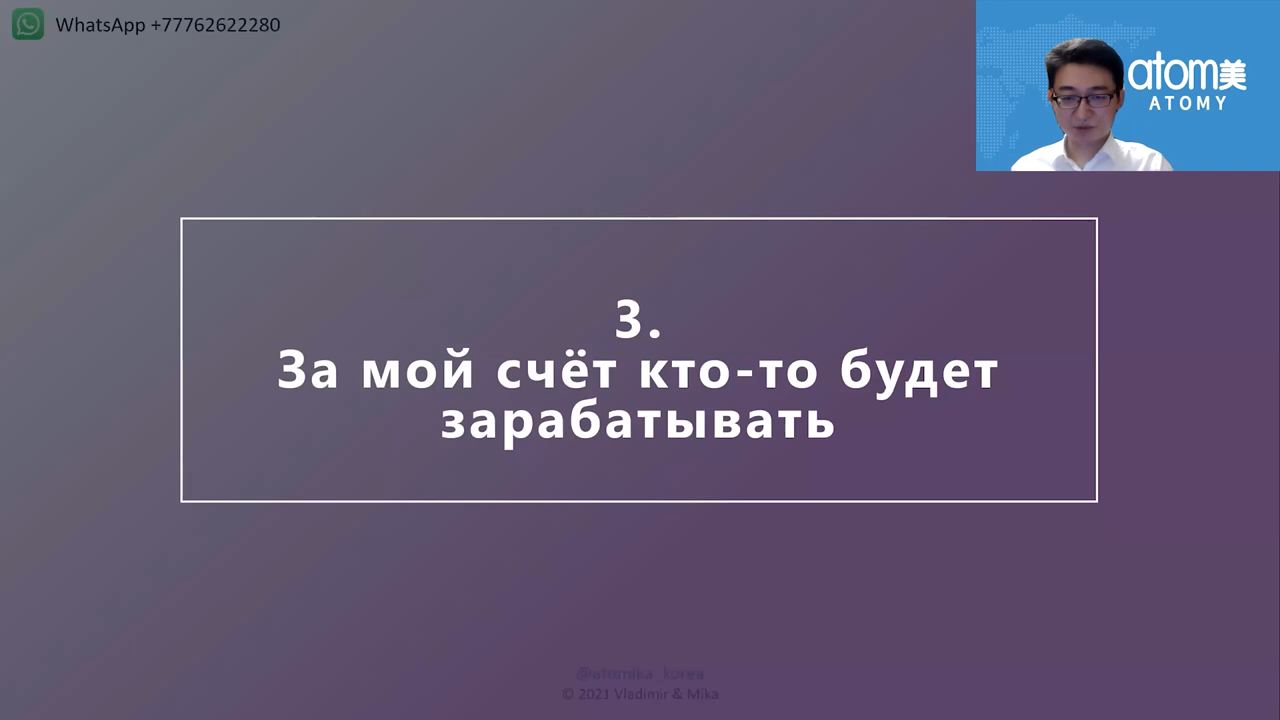 WhatsApp +77762622280
atom美
ATOMY
3.
За мой счёт кто-то будет
зарабатывать
@atomika_korea
© 2021 Vladimir & Mika